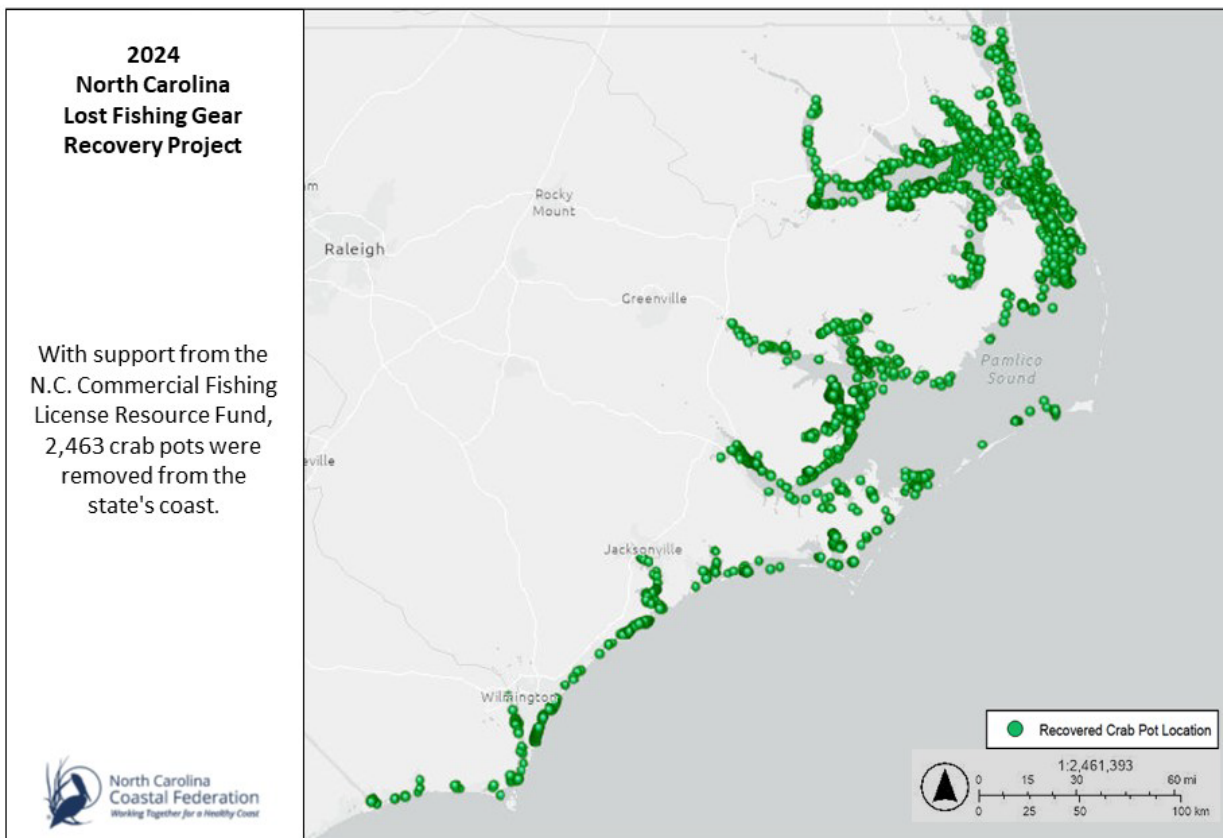 2024
North Carolina
Lost Fishing Gear
Recovery Project
With support from the
N.C. Commercial Fishing
License Resource Fund,
2,463 crab pots were
removed from the
state's coast.
North Carolina
Coastal Federation
Working Together for a Healthy Coast
am
Rocky
Mount
Raleigh
Greenville
Pamlico
Sound
eville
Jacksonville
Wilmington
Recovered Crab Pot Location
1:2,461,393
0 15 30 60 mi
0 25 50 100 km